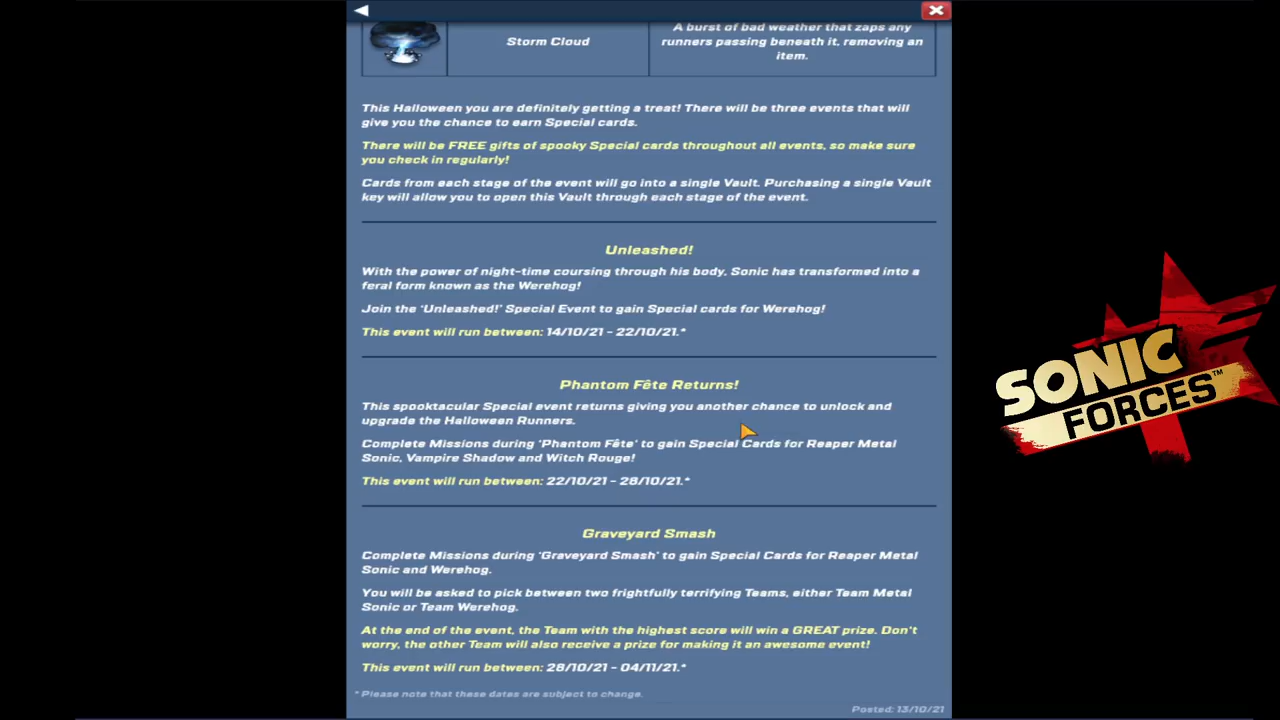 A burst of bad weather that zaps any
Storm Cloud
runners passing beneath it, removing an
item.
This Halloween you are definitely getting a treat! There will be three events that will
give you the chance to earn Special cards.
There will be FREE gifts of spooky Special cards throughout all events, so make sure
you check in regularly!
Cards from each stage of the event will go into a single Vault. Purchasing a single Vault
key will allow you to open this Vault through each stage of the event.
Unleashed!
With the power of night-time coursing through his body, Sonic has transformed into a
feral form known as the Werehog!
Join the 'Unleashed!' Special Event to gain Special cards for Werehog!
This event will run between: 14/10/21 - 22/10/21.*
Phantom Fête Returns!
This spooktacular Special event returns giving you another chance to unlock and
upgrade the Halloween Runners.
Complete Missions during 'Phantom Fête' to gain Special Cards for Reaper Metal
Sonic, Vampire Shadow and Witch Rouge!
This event will run between: 22/10/21 - 28/10/21.*
Graveyard Smash
Complete Missions during 'Graveyard Smash' to gain Special Cards for Reaper Metal
Sonic and Werehog.
You will be asked to pick between two frightfully terrifying Teams, either Team Metal
Sonic or Team Werehog.
At the end of the event, the Team with the highest score will win a GREAT prize. Don't
worry, the other Team will also receive a prize for making it an awesome event!
This event will run between: 28/10/21 - 04/11/21.*
* Please note that these dates are subject to change.
Posted: 13/10/21
SONIC
FORCES™